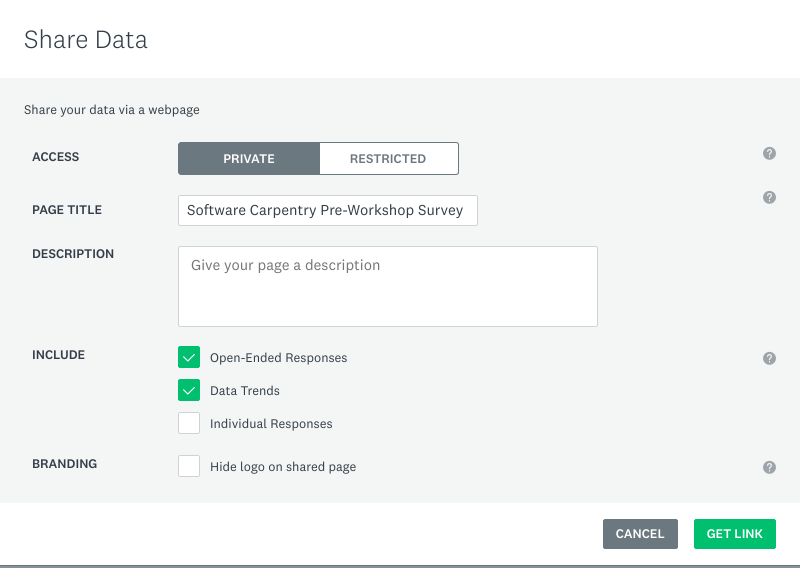 Share Data
Share your data via a webpage
ACCESS
PRIVATE
RESTRICTED
?
PAGE TITLE
Software Carpentry Pre-Workshop Survey
?
DESCRIPTION
Give your page a description
INCLUDE
Open-Ended Responses
?
Data Trends
Individual Responses
BRANDING
Hide logo on shared page
?
CANCEL
GET LINK